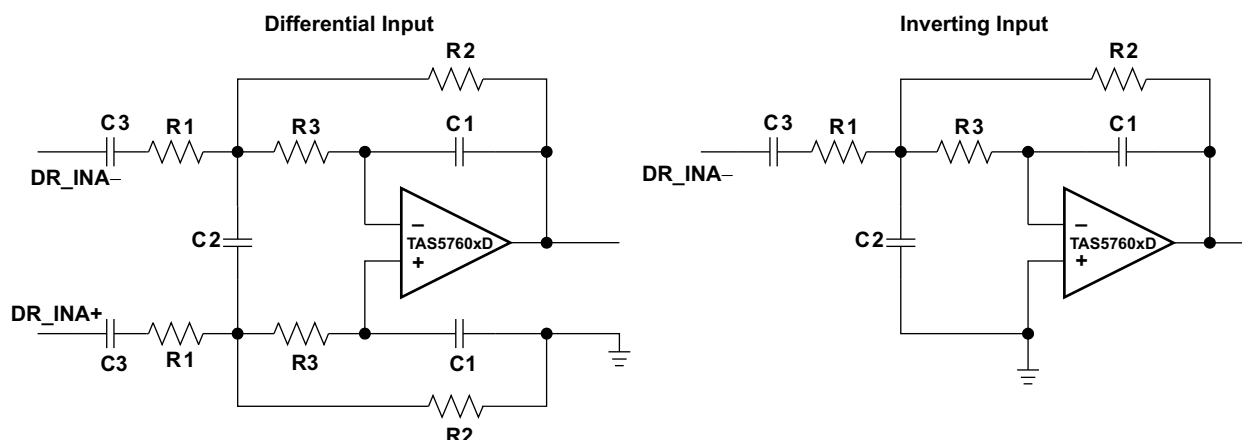 Differential Input
R2
C3
R1
R3
C1
DR_INA−
C2
−
TAS5760xD
+
DR_INA+
C3
R1
R3
C1
R2
Inverting Input
R2
C3
R1
R3
C1
DR_INA−
C2
−
TAS5760xD
+